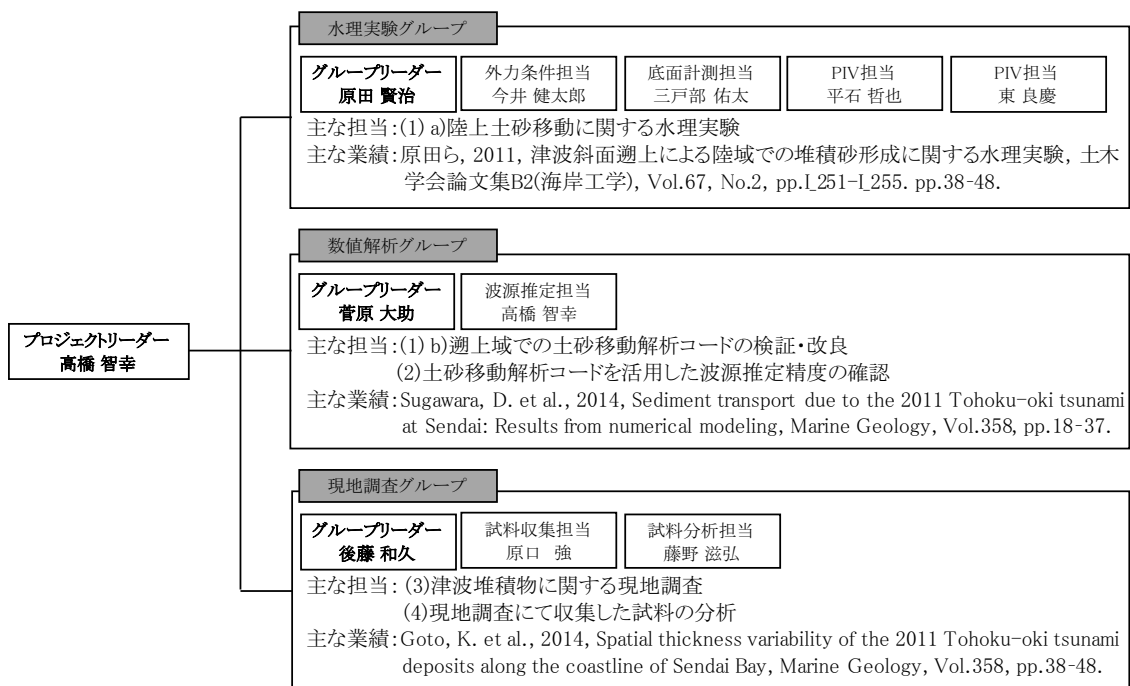 水理実験グループ
グループリーダー
原田 賢治
外力条件担当
今井 健太郎
底面計測担当
三戸部 佑太
PIV担当
平石 哲也
PIV担当
東 良慶
主な担当:(1) a)陸上土砂移動に関する水理実験
主な業績:原田ら, 2011, 津波斜面遡上による陸域での堆積砂形成に関する水理実験, 土木
学会論文集B2(海岸工学), Vol.67, No.2, pp.I_251-I_255. pp.38-48.
プロジェクトリーダー
高橋 智幸
数値解析グループ
グループリーダー
菅原 大助
波源推定担当
高橋 智幸
主な担当:(1) b)遡上域での土砂移動解析コードの検証・改良
(2)土砂移動解析コードを活用した波源推定精度の確認
主な業績:Sugawara, D. et al., 2014, Sediment transport due to the 2011 Tohoku-oki tsunami
at Sendai: Results from numerical modeling, Marine Geology, Vol.358, pp.18-37.
現地調査グループ
グループリーダー
後藤 和久
試料収集担当
原口 強
試料分析担当
藤野 滋弘
主な担当: (3)津波堆積物に関する現地調査
(4)現地調査にて収集した試料の分析
主な業績:Goto, K. et al., 2014, Spatial thickness variability of the 2011 Tohoku-oki tsunami
deposits along the coastline of Sendai Bay, Marine Geology, Vol.358, pp.38-48.